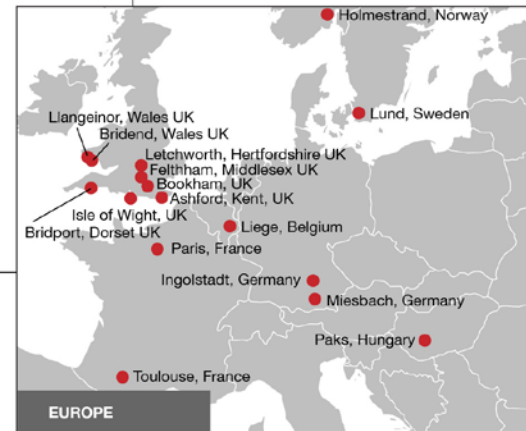 Holmestrand, Norway
Lund, Sweden
Llangeinor, Wales UK
Bridend, Wales UK
Letchworth, Hertfordshire UK
Felthham, Middlesex UK
Bookham, UK
Ashford, Kent, UK
Isle of Wight, UK
Bridport, Dorset UK
Liege, Belgium
Paris, France
Ingolstadt, Germany
Miesbach, Germany
Paks, Hungary
Toulouse, France
EUROPE